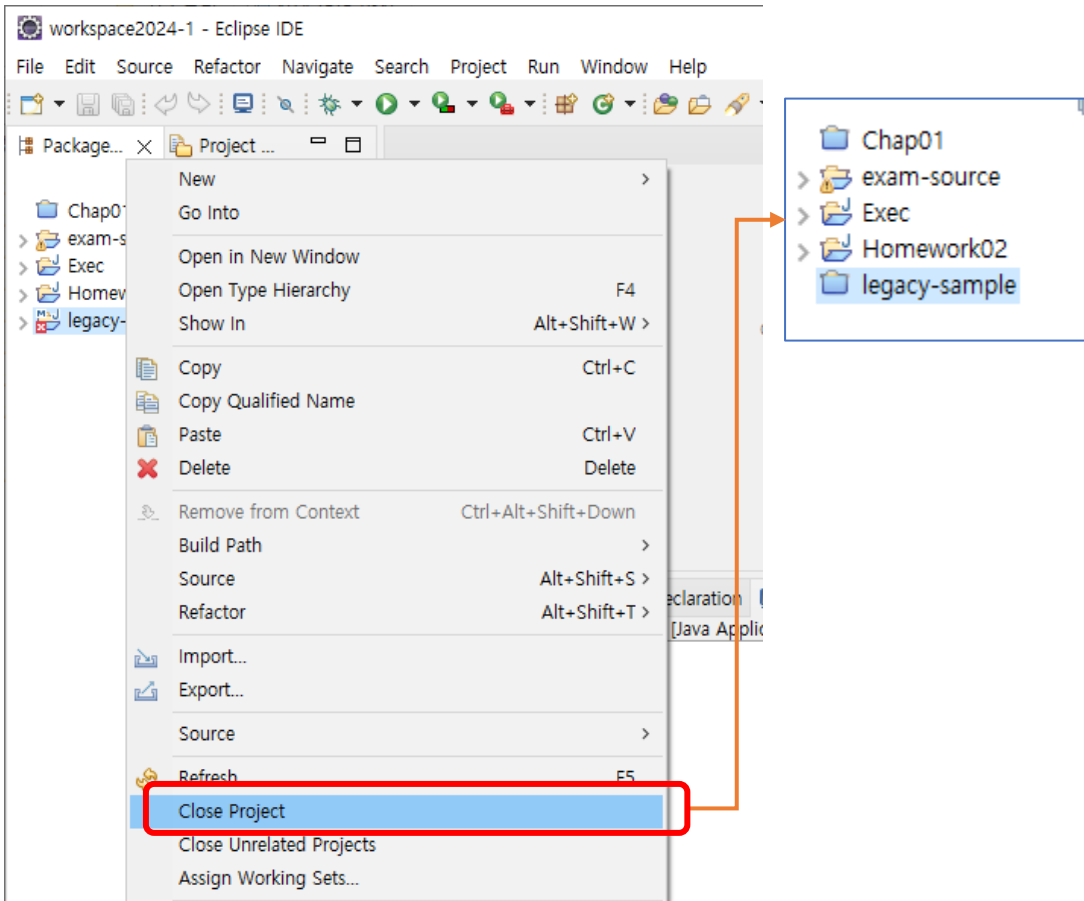 workspace2024-1 - Eclipse IDE
File Edit Source Refactor Navigate Search Project Run Window Help
Package... Project ...
Chap01
exam-s
Exec
Homew
legacy-
New
Go Into
Open in New Window
Open Type Hierarchy F4
Show In Alt+Shift+W >
Copy Ctrl+C
Copy Qualified Name
Paste Ctrl+V
Delete Delete
Remove from Context Ctrl+Alt+Shift+Down
Build Path >
Source Alt+Shift+S >
Refactor Alt+Shift+T >
Import...
Export...
Source >
Refresh F5
Close Project
Close Unrelated Projects
Assign Working Sets...
eclaration
[Java Applic
Chap01
exam-source
Exec
Homework02
legacy-sample